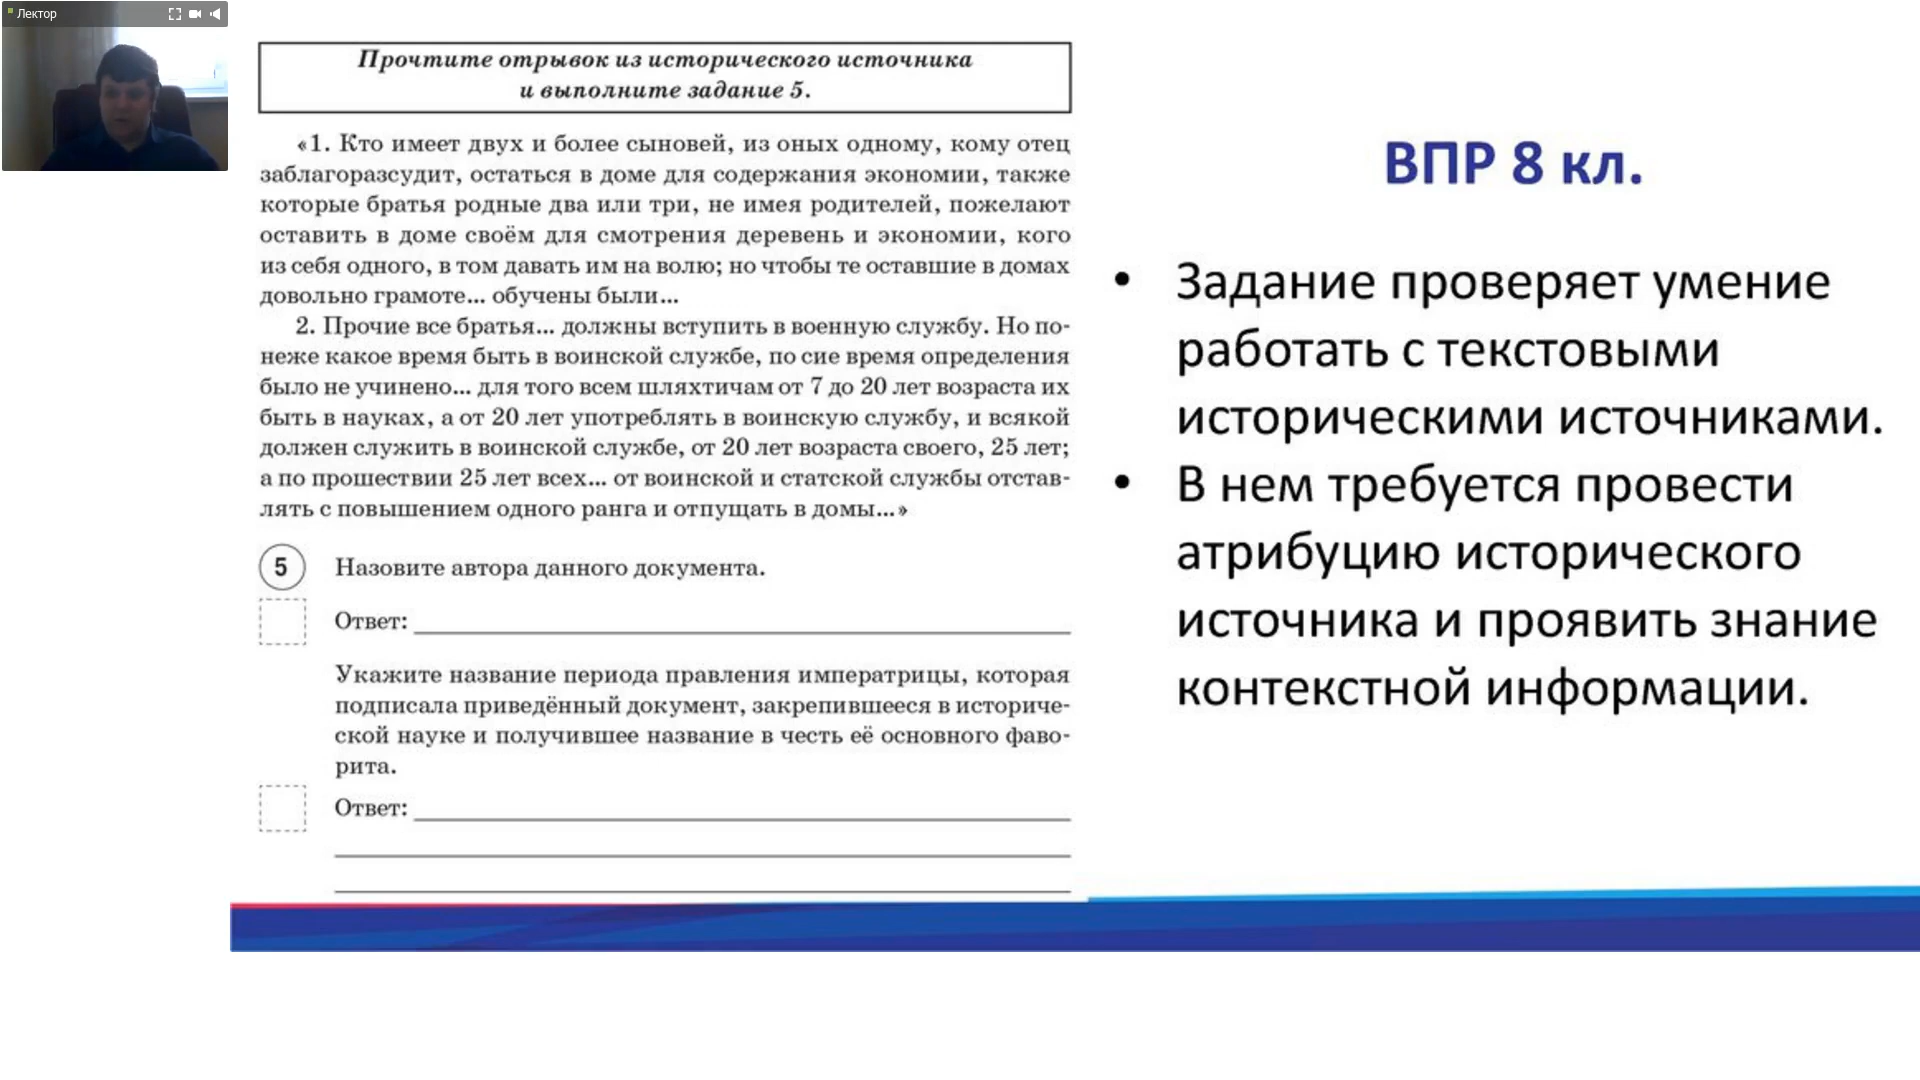 Лектор
Прочтите отрывок из исторического источника
и выполните задание 5.
«1. Кто имеет двух и более сыновей, из оных одному, кому отец
заблагоразсудит, остаться в доме для содержания экономии, также
которые братья родные два или три, не имея родителей, пожелают
оставить в доме своём для смотрения деревень и экономии, кого
из себя одного, в том давать им на волю; но чтобы те оставшие в домах
довольно грамоте... обучены были...
2. Прочие все братья... должны вступить в военную службу. Но по-
неже какое время быть в воинской службе, по сие время определения
было не учинено... для того всем шляхтичам от 7 до 20 лет возраста их
быть в науках, а от 20 лет употреблять в воинскую службу, и всякой
должен служить в воинской службе, от 20 лет возраста своего, 25 лет;
а по прошествии 25 лет всех... от воинской и статской службы отстав-
лять с повышением одного ранга и отпущать в домы...»
5 Назовите автора данного документа.
Ответ:
Укажите название периода правления императрицы, которая
подписала приведённый документ, закрепившееся в историче-
ской науке и получившее название в честь её основного фаво-
рита.
Ответ:
ВПР 8 кл.
• Задание проверяет умение
работать с текстовыми
историческими источниками.
• В нем требуется провести
атрибуцию исторического
источника и проявить знание
контекстной информации.